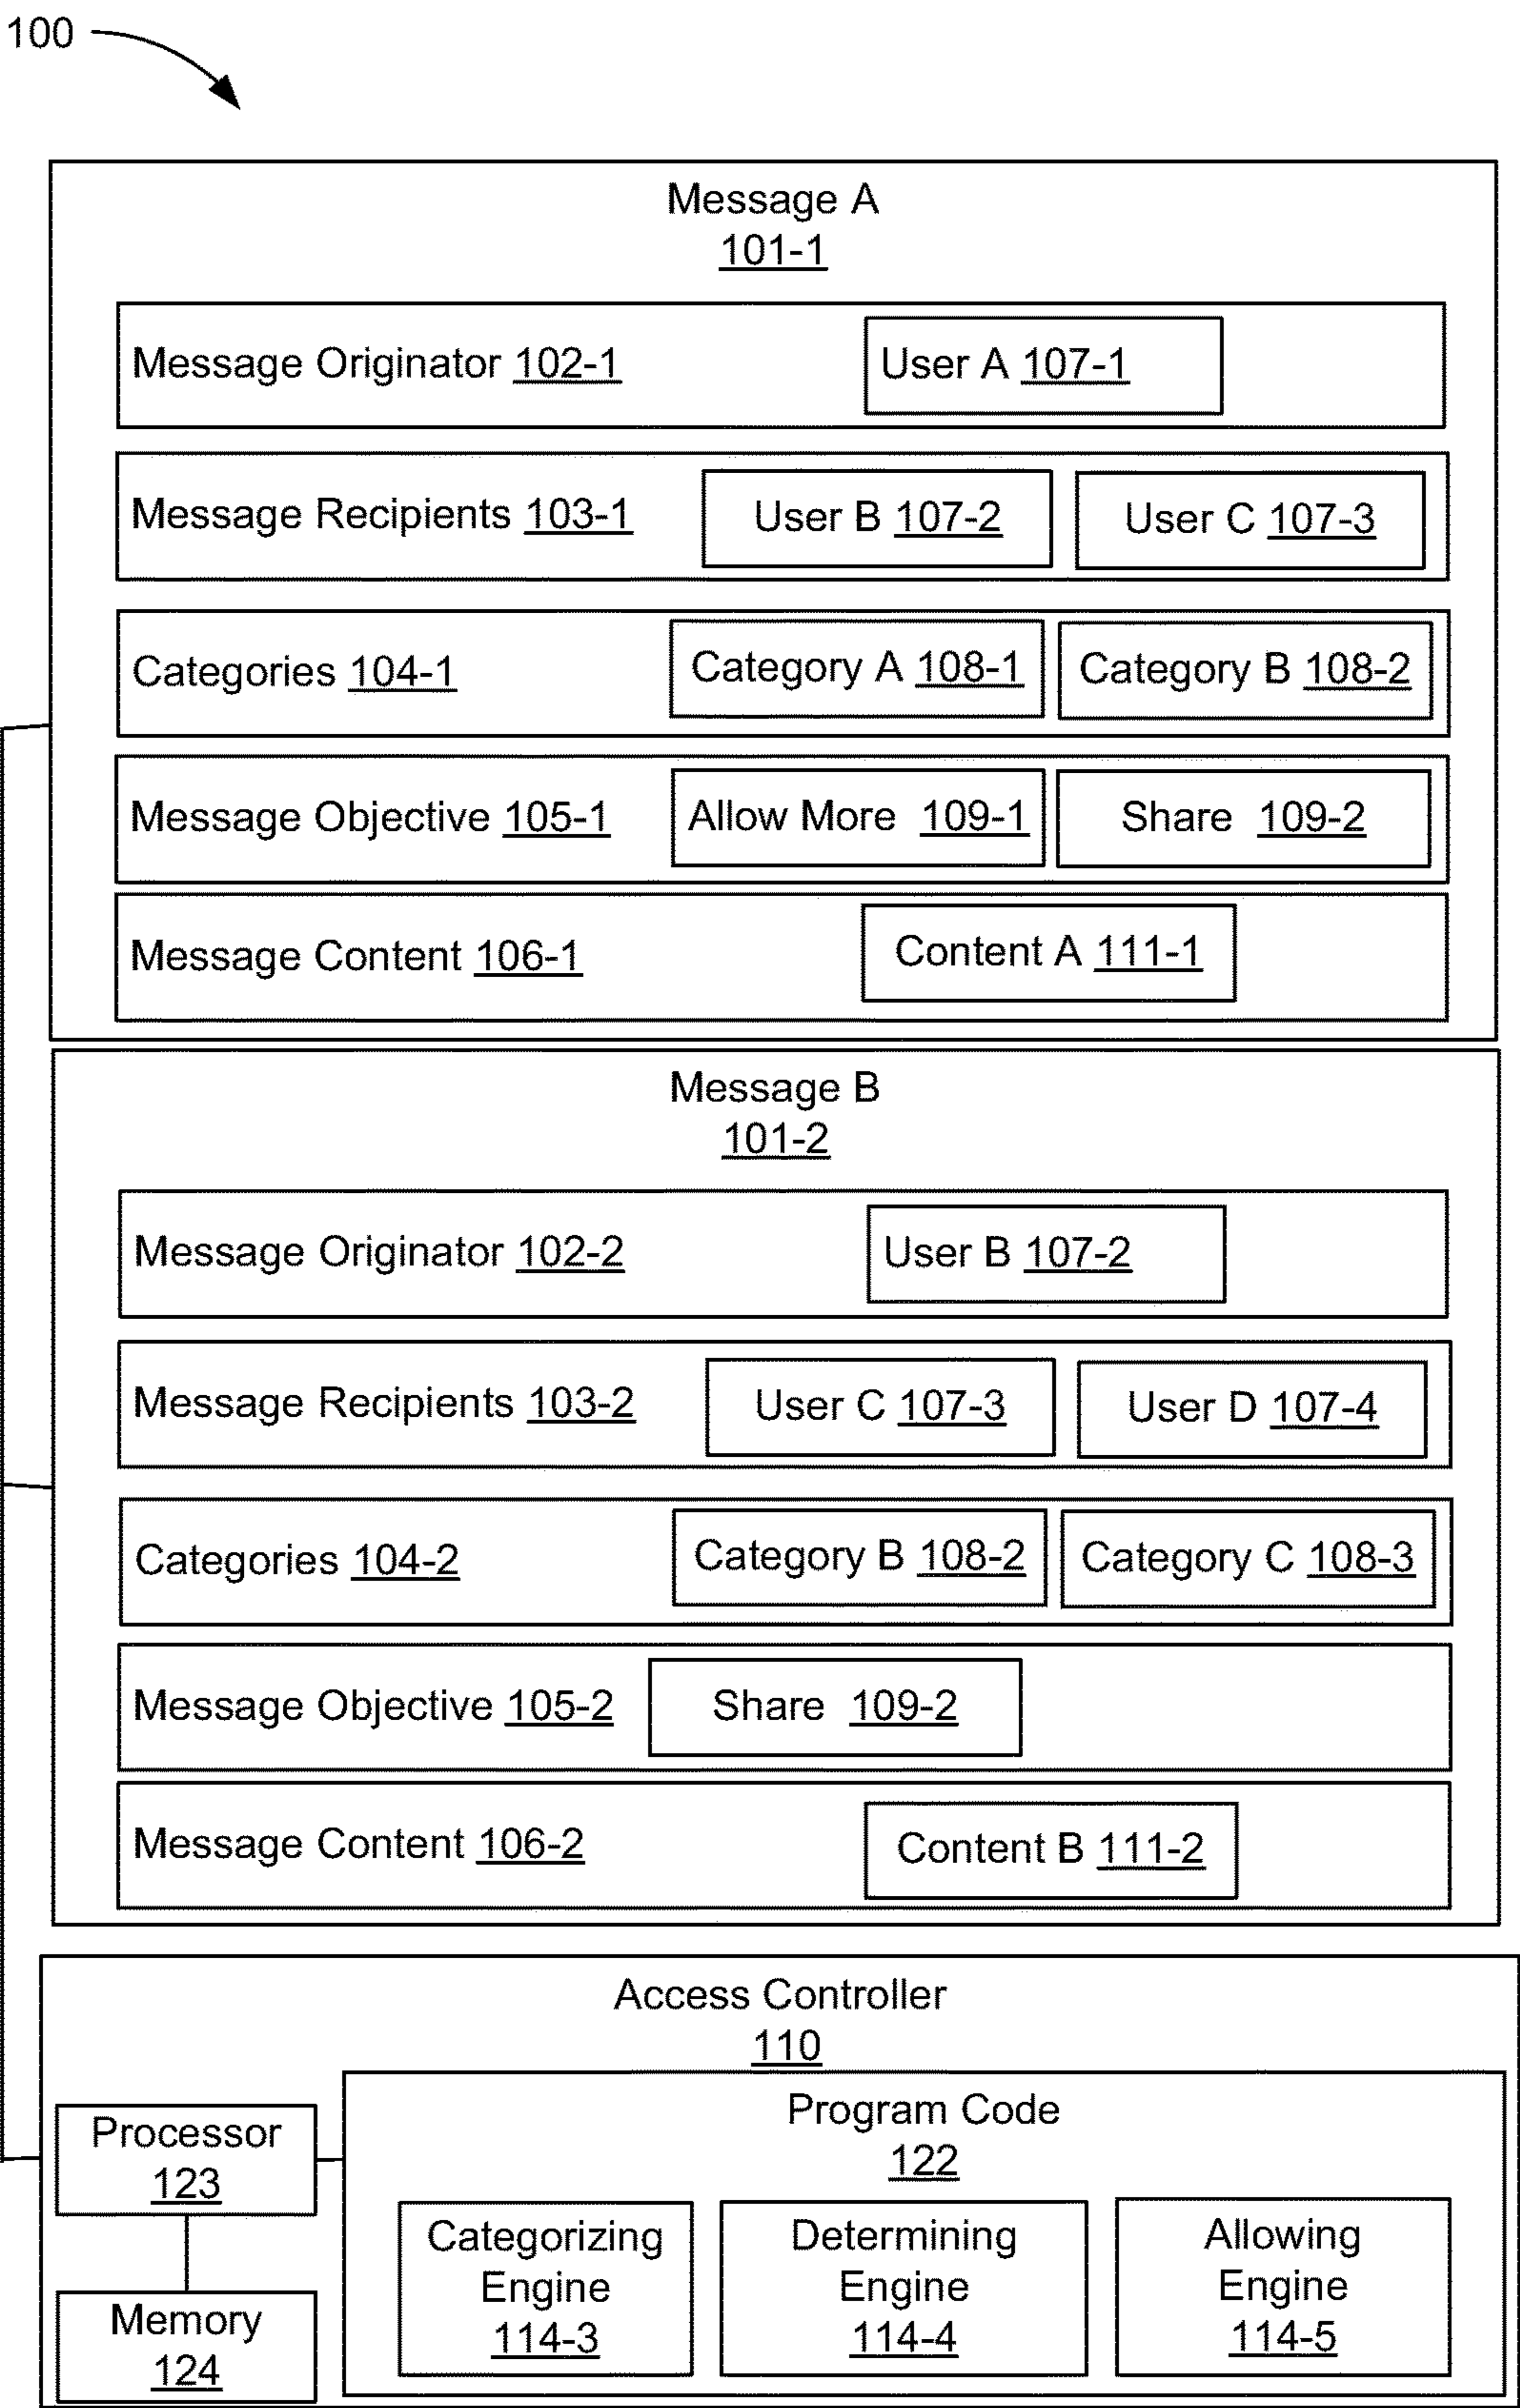 100
Message A
101-1
Message Originator 102-1 User A 107-1
Message Recipients 103-1 User B 107-2 User C 107-3
Categories 104-1 Category A 108-1 Category B 108-2
Message Objective 105-1 Allow More 109-1 Share 109-2
Message Content 106-1 Content A 111-1
Message B
101-2
Message Originator 102-2 User B 107-2
Message Recipients 103-2 User C 107-3 User D 107-4
Categories 104-2 Category B 108-2 Category C 108-3
Message Objective 105-2 Share 109-2
Message Content 106-2 Content B 111-2
Access Controller
110
Processor
123
Memory
124
Program Code
122
Categorizing
Engine
114-3
Determining
Engine
114-4
Allowing
Engine
114-5